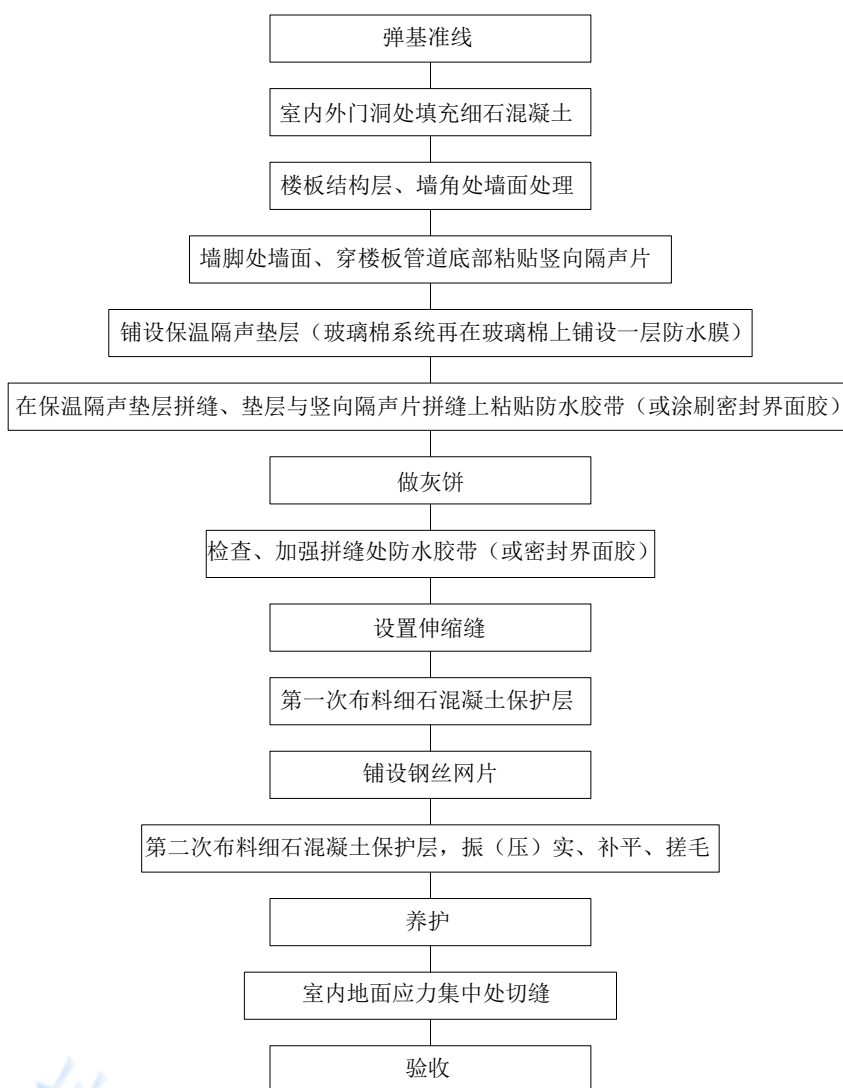 弹基准线
室内外门洞处填充细石混凝土
楼板结构层、墙角处墙面处理
墙脚处墙面、穿楼板管道底部粘贴竖向隔声片
铺设保温隔声垫层（玻璃棉系统再在玻璃棉上铺设一层防水膜）
在保温隔声垫层拼缝、垫层与竖向隔声片拼缝上粘贴防水胶带（或涂刷密封界面胶）
做灰饼
检查、加强拼缝处防水胶带（或密封界面胶）
设置伸缩缝
第一次布料细石混凝土保护层
铺设钢丝网片
第二次布料细石混凝土保护层，振（压）实、补平、搓毛
养护
室内地面应力集中处切缝
验收